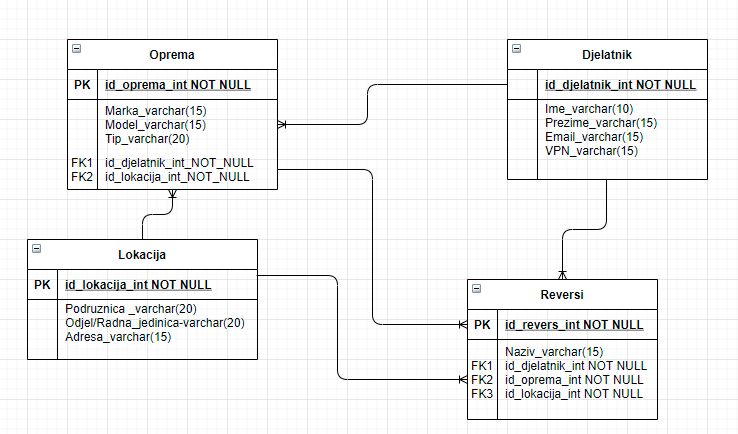 Oprema
PK id_oprema_int NOT NULL
Marka_varchar(15)
Model_varchar(15)
Tip_varchar(20)
FK1 id_djelatnik_int_NOT_NULL
FK2 id_lokacija_int_NOT_NULL
Djelatnik
id_djelatnik_int NOT NULL
Ime_varchar(10)
Prezime_varchar(15)
Email_varchar(15)
VPN_varchar(15)
Lokacija
PK id_lokacija_int NOT NULL
Podruznica _varchar(20)
Odjel/Radna_jedinica-varchar(20)
Adresa_varchar(15)
Reversi
PK id_revers_int NOT NULL
Naziv_varchar(15)
FK1 id_djelatnik_int NOT NULL
FK2 id_oprema_int NOT NULL
FK3 id_lokacija_int NOT NULL